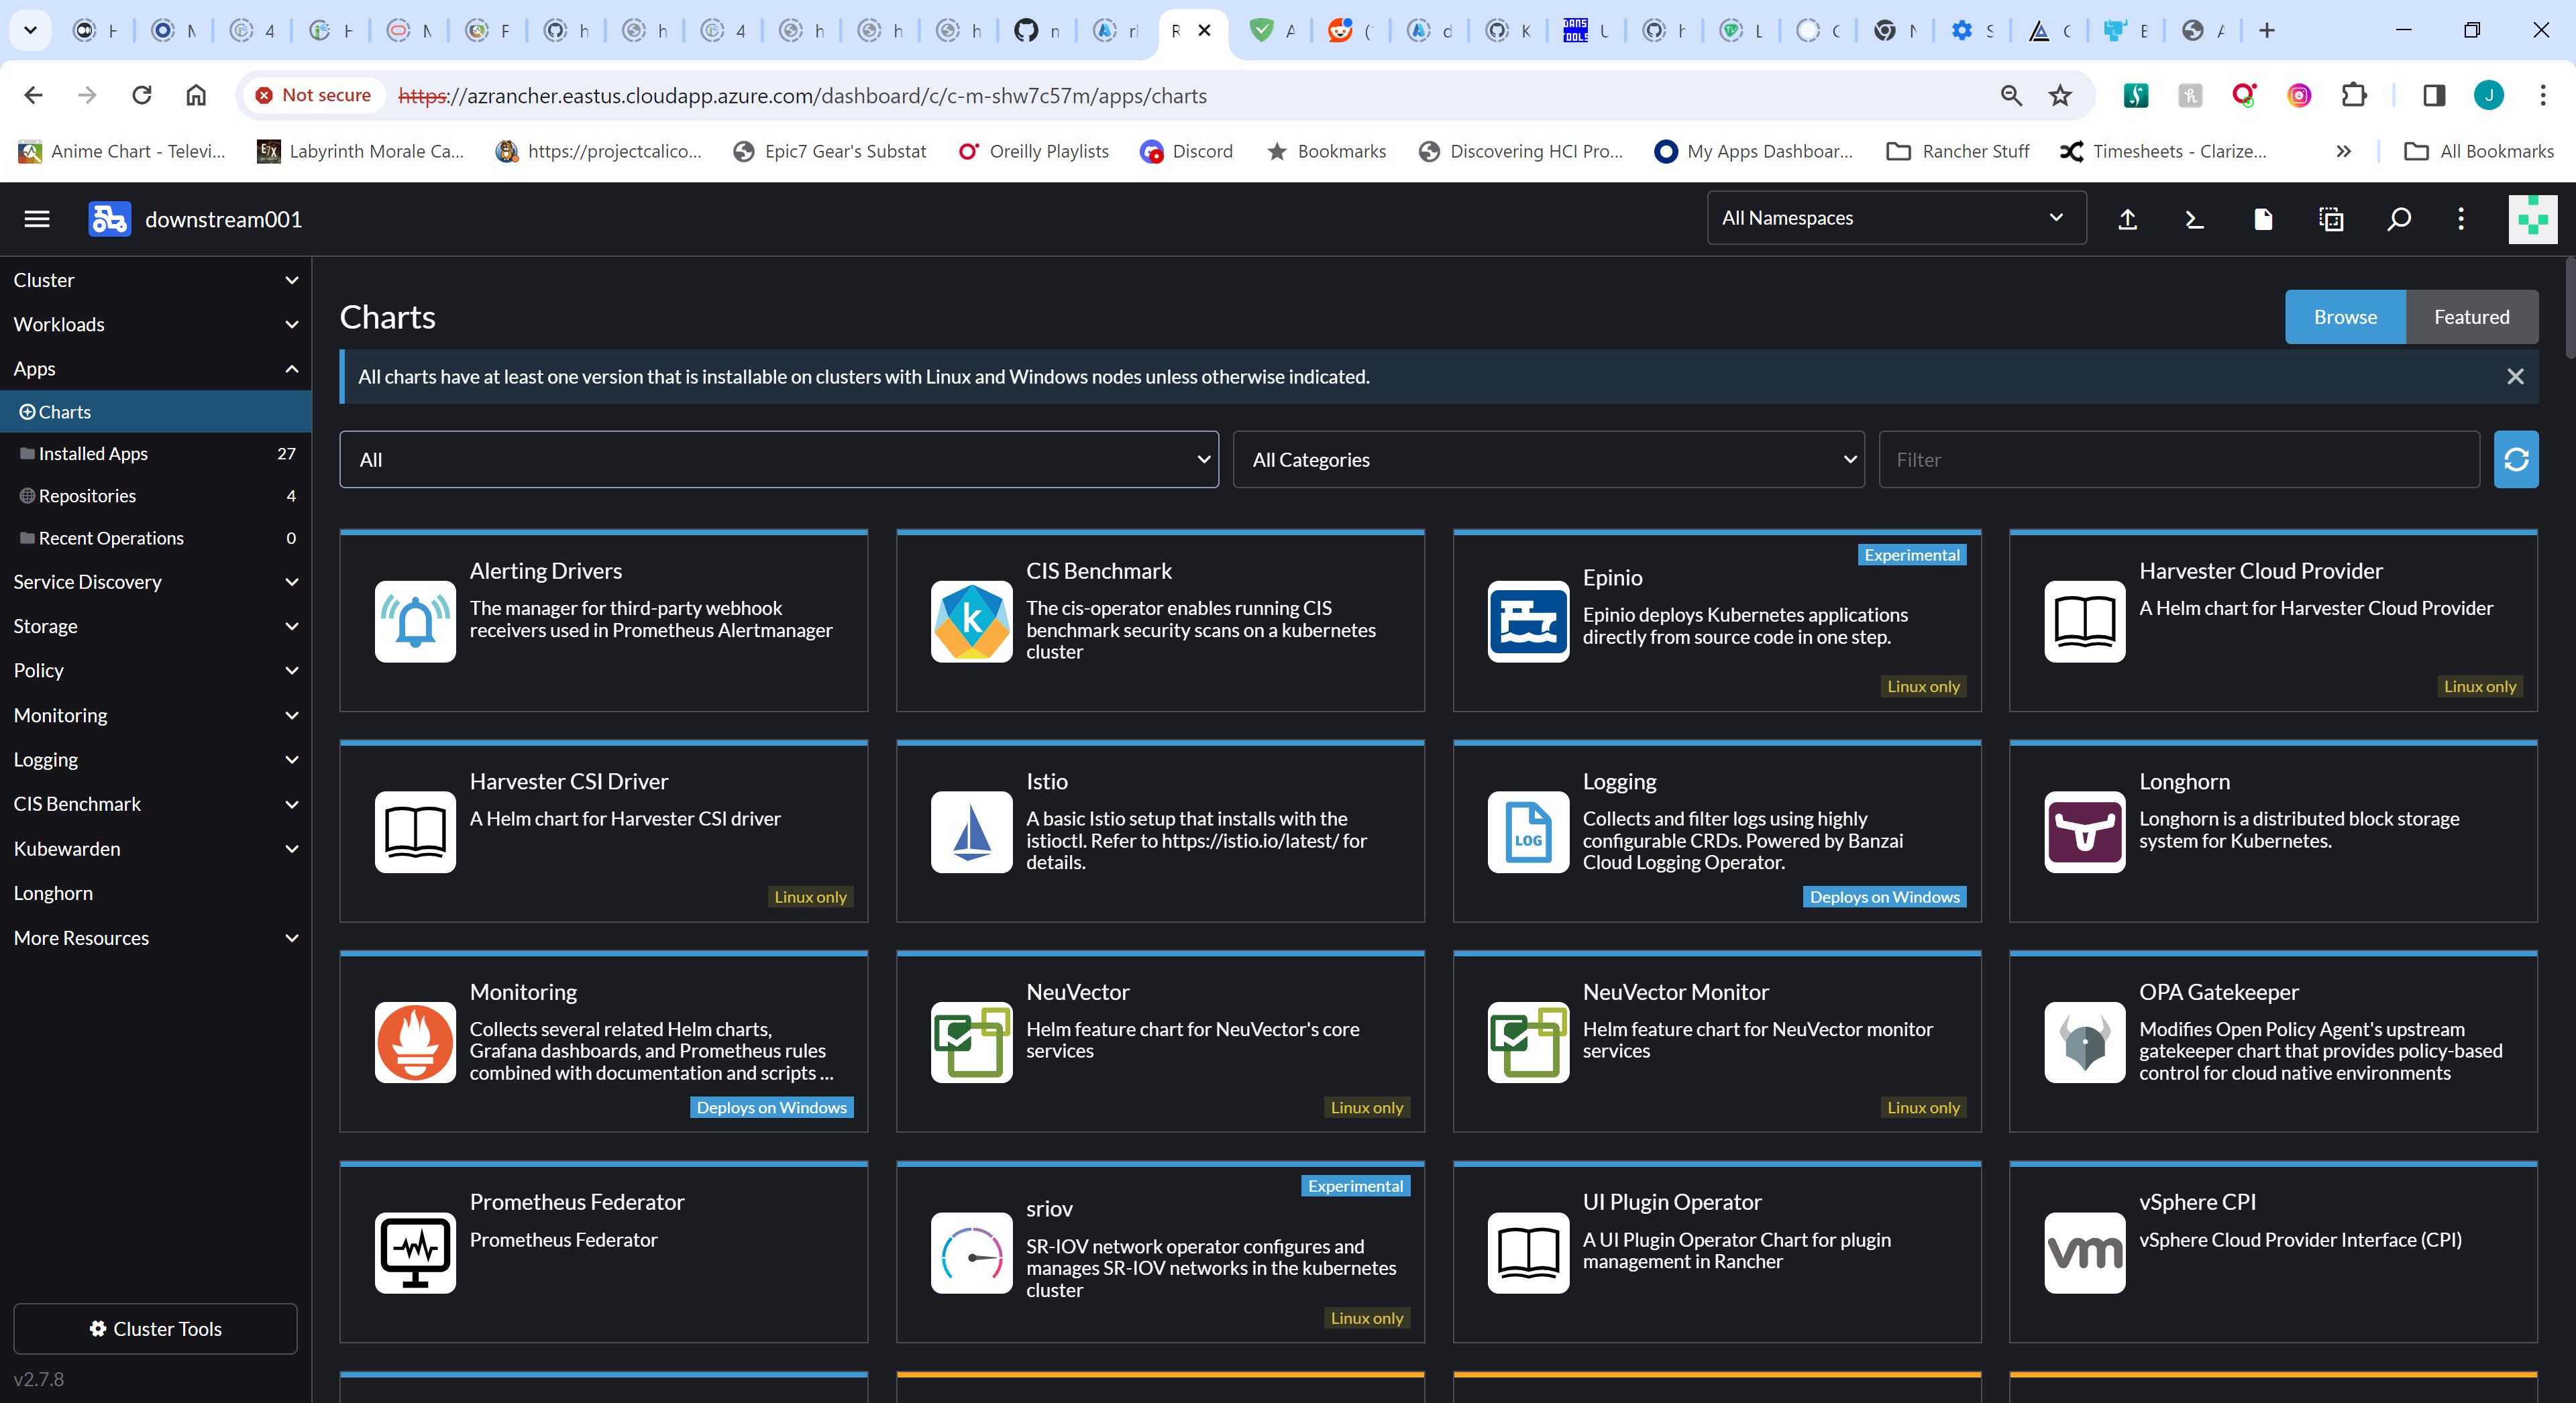 Not secure
https://azrancher.eastus.cloudapp.azure.com/dashboard/c/c-m-shw7c57m/apps/charts
J
Anime Chart - Televi...
Labyrinth Morale Ca...
https://projectcalico...
Epic7 Gear's Substat
Oreilly Playlists
Discord
Bookmarks
Discovering HCI Pro...
My Apps Dashboar...
Rancher Stuff
Timesheets - Clarize...
All Bookmarks
downstream001
All Namespaces
Cluster
Workloads
Apps
Charts
Installed Apps 27
Repositories 4
Recent Operations 0
Service Discovery
Storage
Policy
Monitoring
Logging
CIS Benchmark
Kubewarden
Longhorn
More Resources
Cluster Tools
v2.7.8
Charts
Browse
Featured
All charts have at least one version that is installable on clusters with Linux and Windows nodes unless otherwise indicated.
All
All Categories
Filter
Alerting Drivers
The manager for third-party webhook
receivers used in Prometheus Alertmanager
CIS Benchmark
The cis-operator enables running CIS
benchmark security scans on a kubernetes
cluster
Experimental
Epinio
Epinio deploys Kubernetes applications
directly from source code in one step.
Linux only
Harvester Cloud Provider
A Helm chart for Harvester Cloud Provider
Linux only
Harvester CSI Driver
A Helm chart for Harvester CSI driver
Linux only
Istio
A basic Istio setup that installs with the
istioctl. Refer to https://istio.io/latest/ for
details.
LOG
Logging
Collects and filter logs using highly
configurable CRDs. Powered by Banzai
Cloud Logging Operator.
Deploys on Windows
Longhorn
Longhorn is a distributed block storage
system for Kubernetes.
Monitoring
Collects several related Helm charts,
Grafana dashboards, and Prometheus rules
combined with documentation and scripts ...
Deploys on Windows
NeuVector
Helm feature chart for NeuVector's core
services
Linux only
NeuVector Monitor
Helm feature chart for NeuVector monitor
services
Linux only
OPA Gatekeeper
Modifies Open Policy Agent's upstream
gatekeeper chart that provides policy-based
control for cloud native environments
Prometheus Federator
Prometheus Federator
Experimental
sriov
SR-IOV network operator configures and
manages SR-IOV networks in the kubernetes
cluster
Linux only
UI Plugin Operator
A UI Plugin Operator Chart for plugin
management in Rancher
vm
vSphere CPI
vSphere Cloud Provider Interface (CPI)